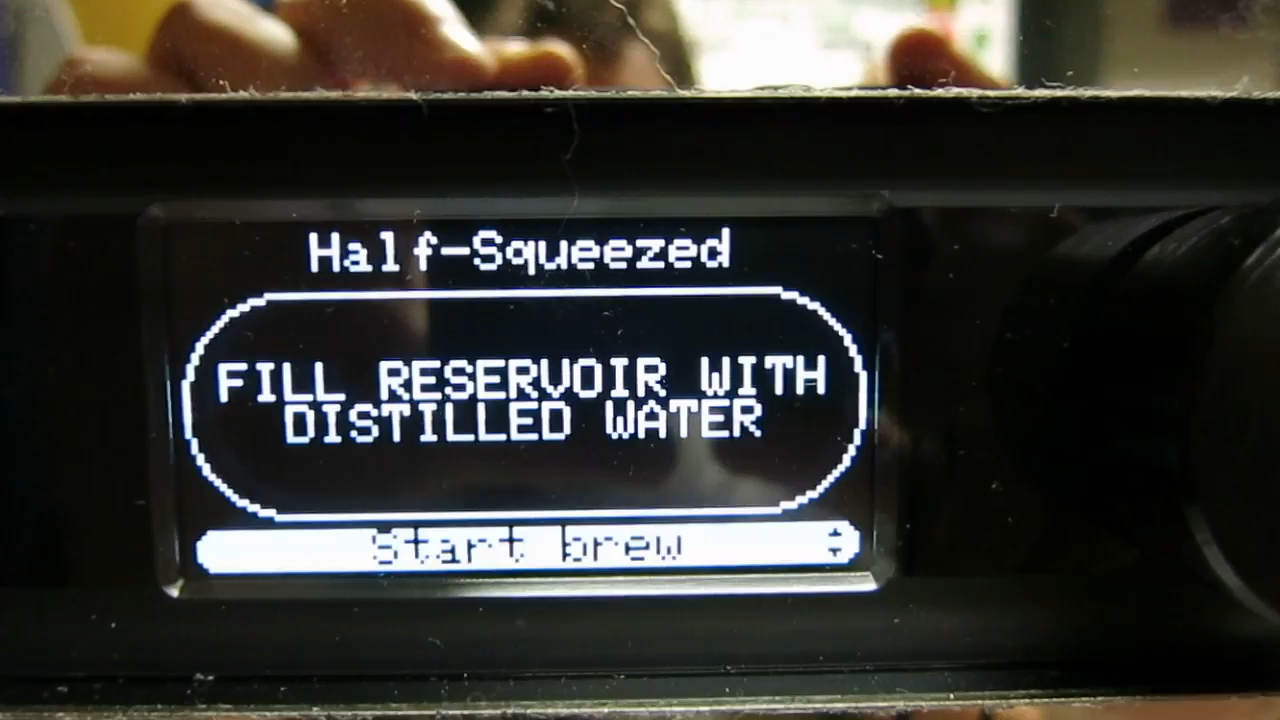 Half-Squeezed
FILL RESERVOIR WITH
DISTILLED WATER
Start brew